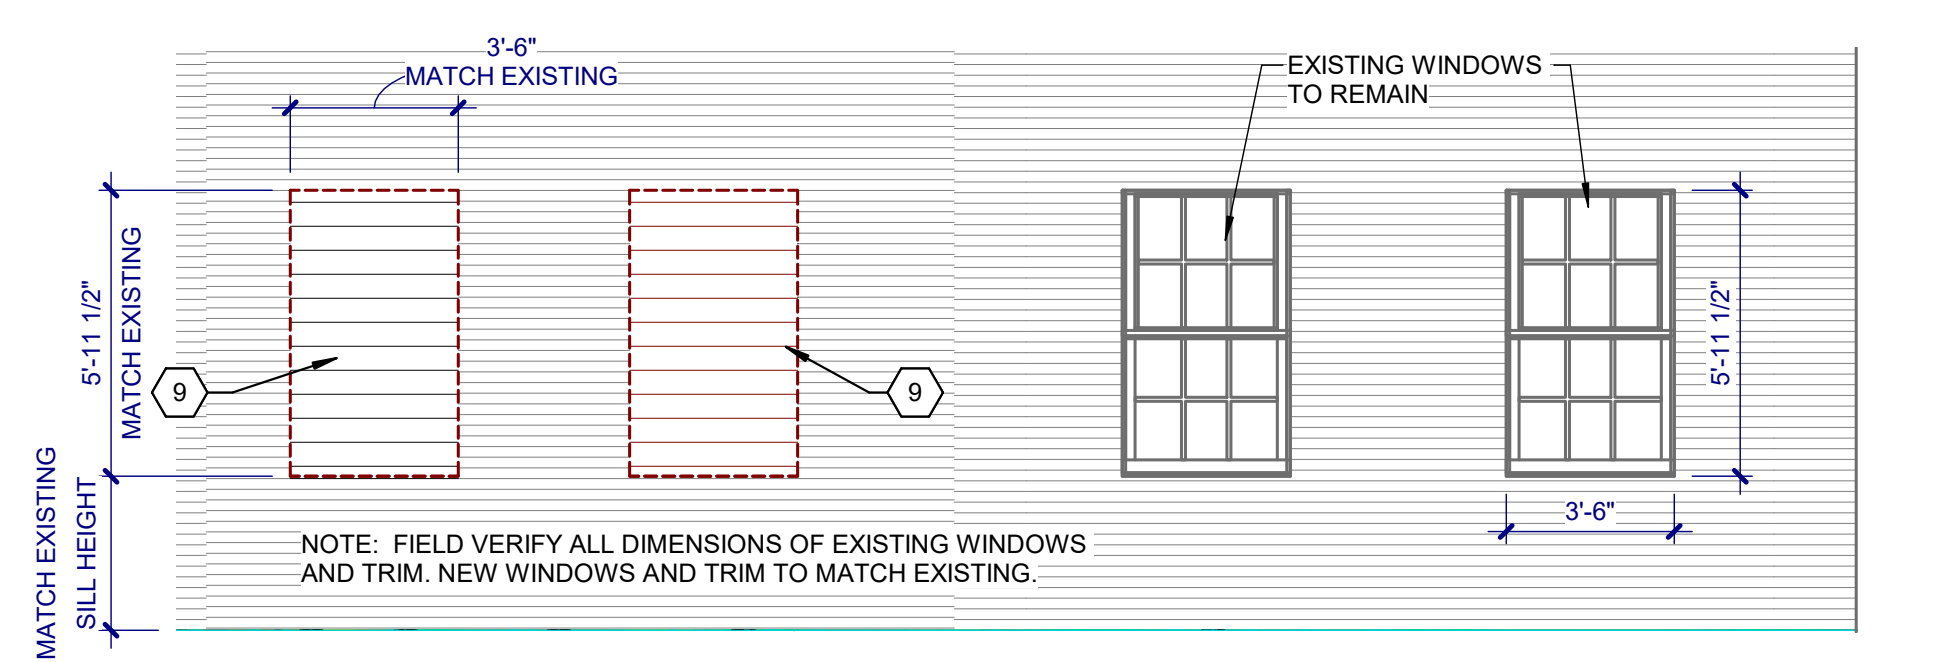 3'-6"
MATCH EXISTING
EXISTING WINDOWS
TO REMAIN
5'-11 1/2"
MATCH EXISTING
9
9
5'-11 1/2"
3'-6"
MATCH EXISTING
SILL HEIGHT
NOTE:  FIELD VERIFY ALL DIMENSIONS OF EXISTING WINDOWS
AND TRIM. NEW WINDOWS AND TRIM TO MATCH EXISTING.